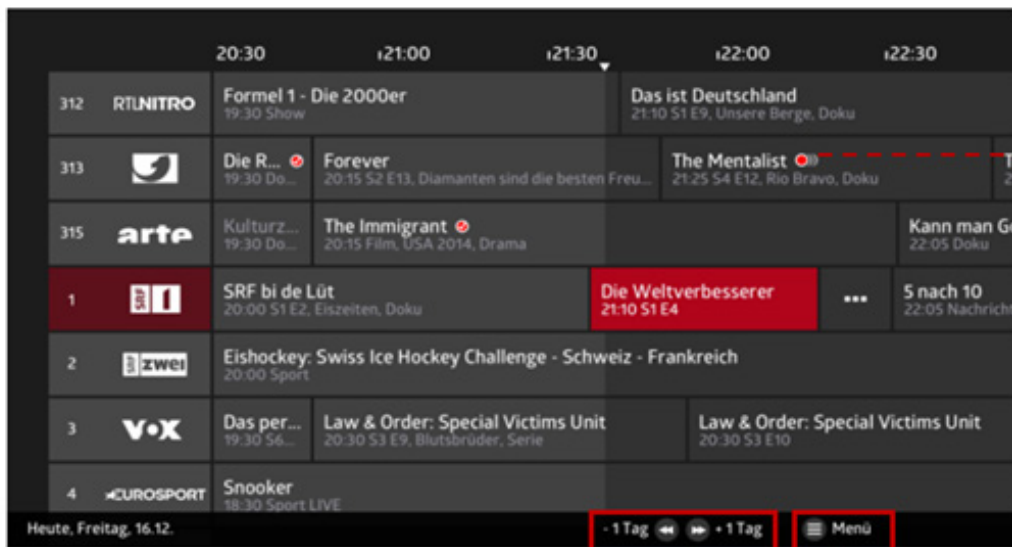 20:30 21:00 21:30 22:00 22:30
312 RTLNITRO Formel 1 - Die 2000er Das ist Deutschland
19:30 Show 21:10 S1 E9, Unsere Berge, Doku
313 Die R... Forever The Mentalist
19:30 Do... 20:15 S2 E13, Diamanten sind die besten Freu... 21:25 S4 E12, Rio Bravo, Doku
315 arte Kulturz... The Immigrant Kann man G
19:30 Do... 20:15 Film, USA 2014, Drama 22:05 Doku
1 SRF 1 SRF bi de Lüt Die Weltverbesserer ... 5 nach 10
20:00 S1 E2, Eiszeiten, Doku 21:10 S1 E4 22:05 Nachricht
2 SRF zwei Eishockey: Swiss Ice Hockey Challenge - Schweiz - Frankreich
20:00 Sport
3 VOX Das per... Law & Order: Special Victims Unit Law & Order: Special Victims Unit
19:30 S6... 20:30 S3 E9, Blutsbrüder, Serie 20:30 S3 E10
4 EUROSPORT Snooker
18:30 Sport LIVE
Heute, Freitag, 16.12. - 1 Tag + 1 Tag Menü